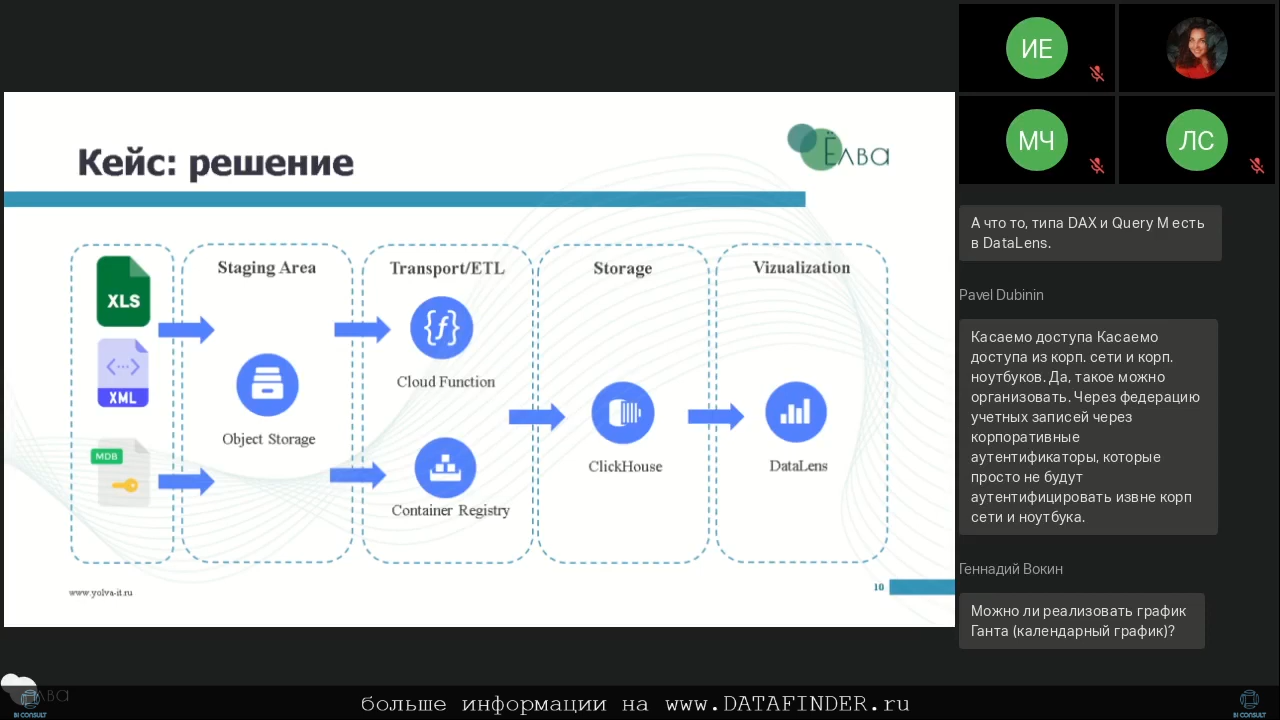 Кейс: решение
Ёлва
XLS
XML
MDB
Staging Area
Object Storage
Transport/ETL
Cloud Function
Container Registry
Storage
ClickHouse
Vizualization
DataLens
www.yolva-it.ru
10
ИЕ
МЧ
ЛС
А что то, типа DAX и Query M есть
в DataLens.
Pavel Dubinin
Касаемо доступа Касаемо
доступа из корп. сети и корп.
ноутбуков. Да, такое можно
организовать. Через федерацию
учетных записей через
корпоративные
аутентификаторы, которые
просто не будут
аутентифицировать извне корп
сети и ноутбука.
Геннадий Вокин
Можно ли реализовать график
Ганта (календарный график)?
BI CONSULT
больше информации на www.DATAFINDER.ru
BI CONSULT